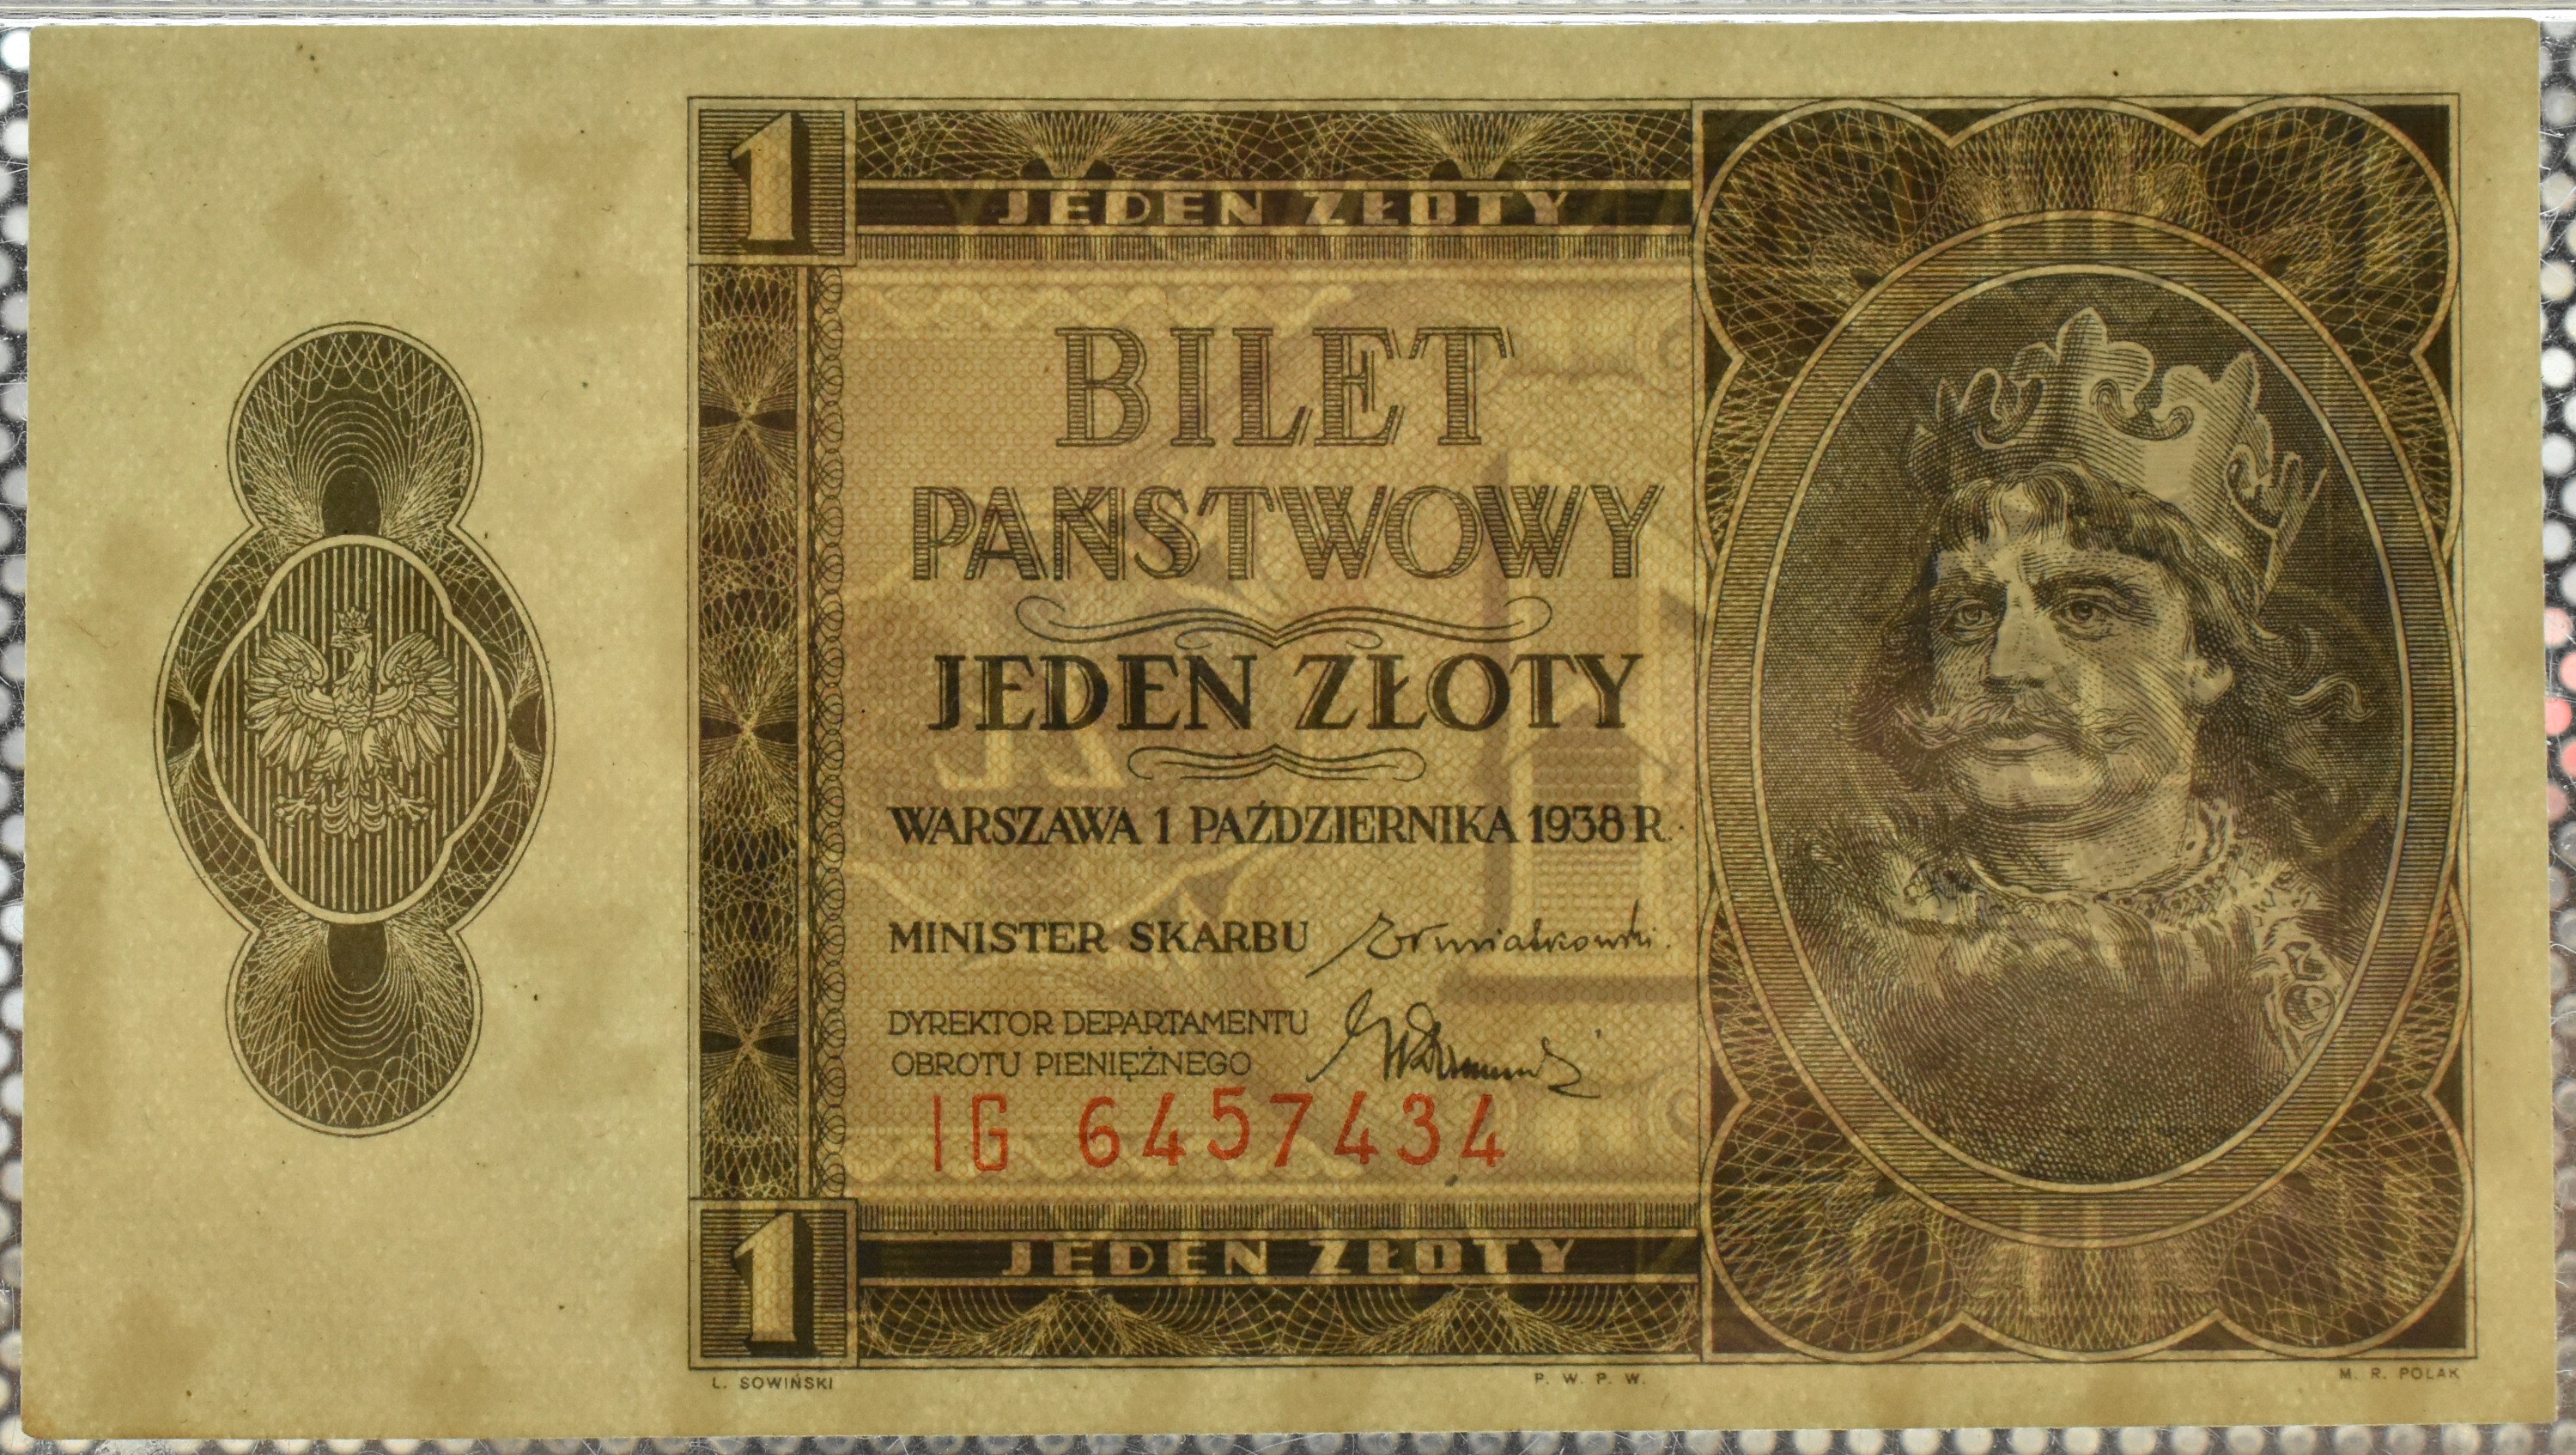 1
JEDEN ZŁOTY
BILET
PAŃSTWOWY
JEDEN ZŁOTY
WARSZAWA 1 PAŹDZIERNIKA 1938 R.
MINISTER SKARBU
DYREKTOR DEPARTAMENTU
OBROTU PIENIĘŻNEGO
IG 6457434
1
JEDEN ZŁOTY
L. SOWIŃSKI P. W. P. W. M. R. POLAK